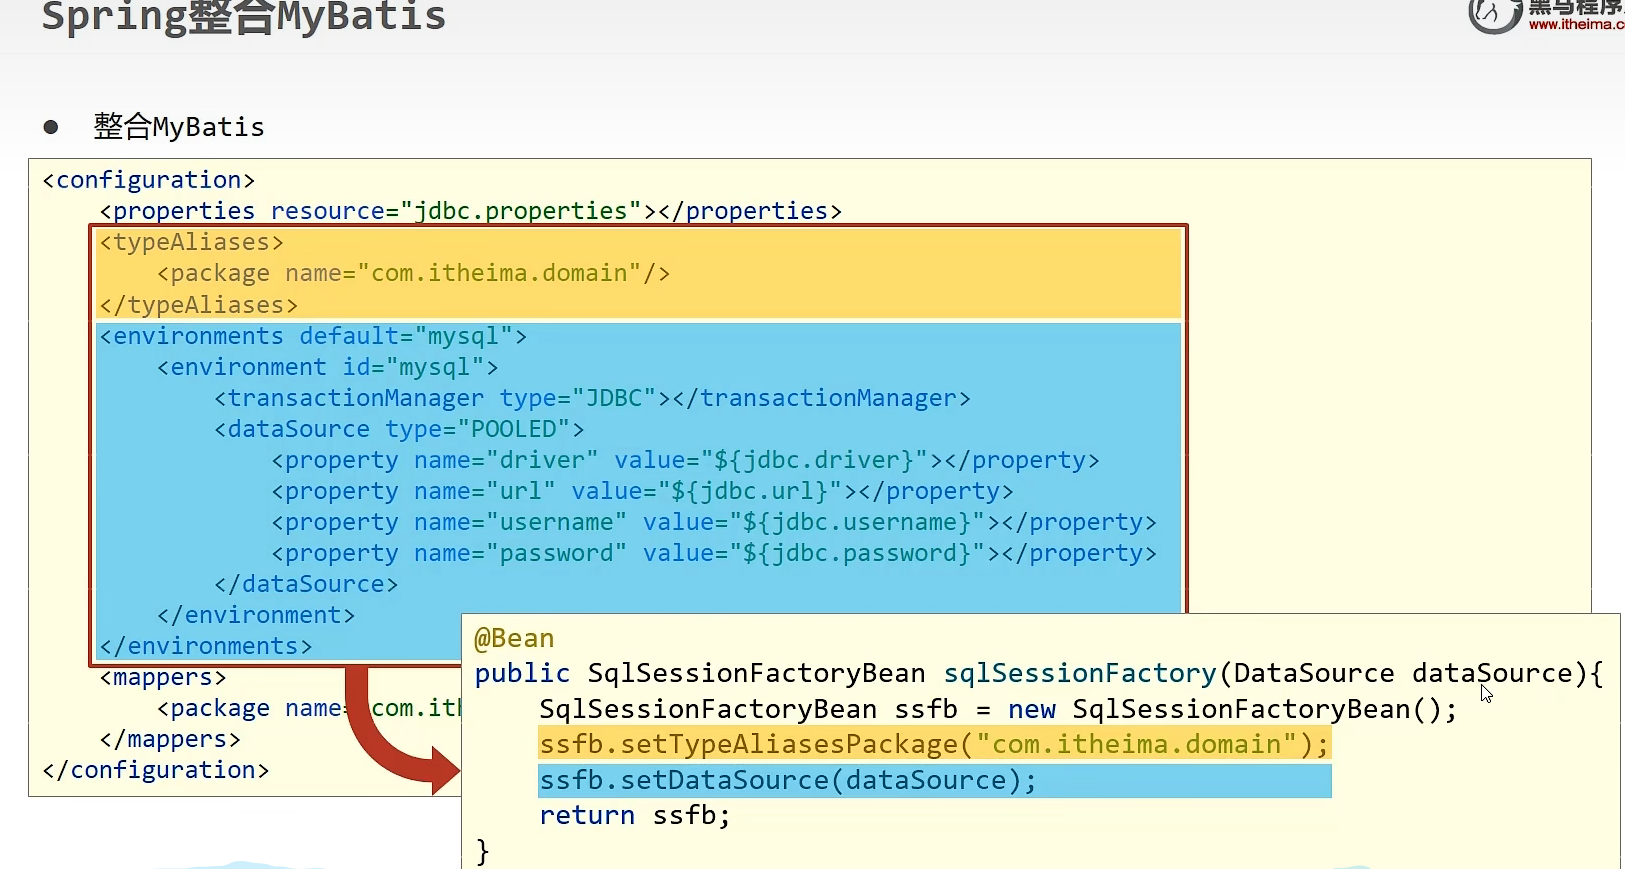 Spring整合MyBatis
黑马程序
www.itheima.c
● 整合MyBatis
<configuration>
    <properties resource="jdbc.properties"></properties>
    <typeAliases>
        <package name="com.itheima.domain"/>
    </typeAliases>
    <environments default="mysql">
        <environment id="mysql">
            <transactionManager type="JDBC"></transactionManager>
            <dataSource type="POOLED">
                <property name="driver" value="${jdbc.driver}"></property>
                <property name="url" value="${jdbc.url}"></property>
                <property name="username" value="${jdbc.username}"></property>
                <property name="password" value="${jdbc.password}"></property>
            </dataSource>
        </environment>
    </environments>
    <mappers>
        <package name= com.it
    </mappers>
</configuration>
@Bean
public SqlSessionFactoryBean sqlSessionFactory(DataSource dataSource){
    SqlSessionFactoryBean ssfb = new SqlSessionFactoryBean();
    ssfb.setTypeAliasesPackage("com.itheima.domain");
    ssfb.setDataSource(dataSource);
    return ssfb;
}